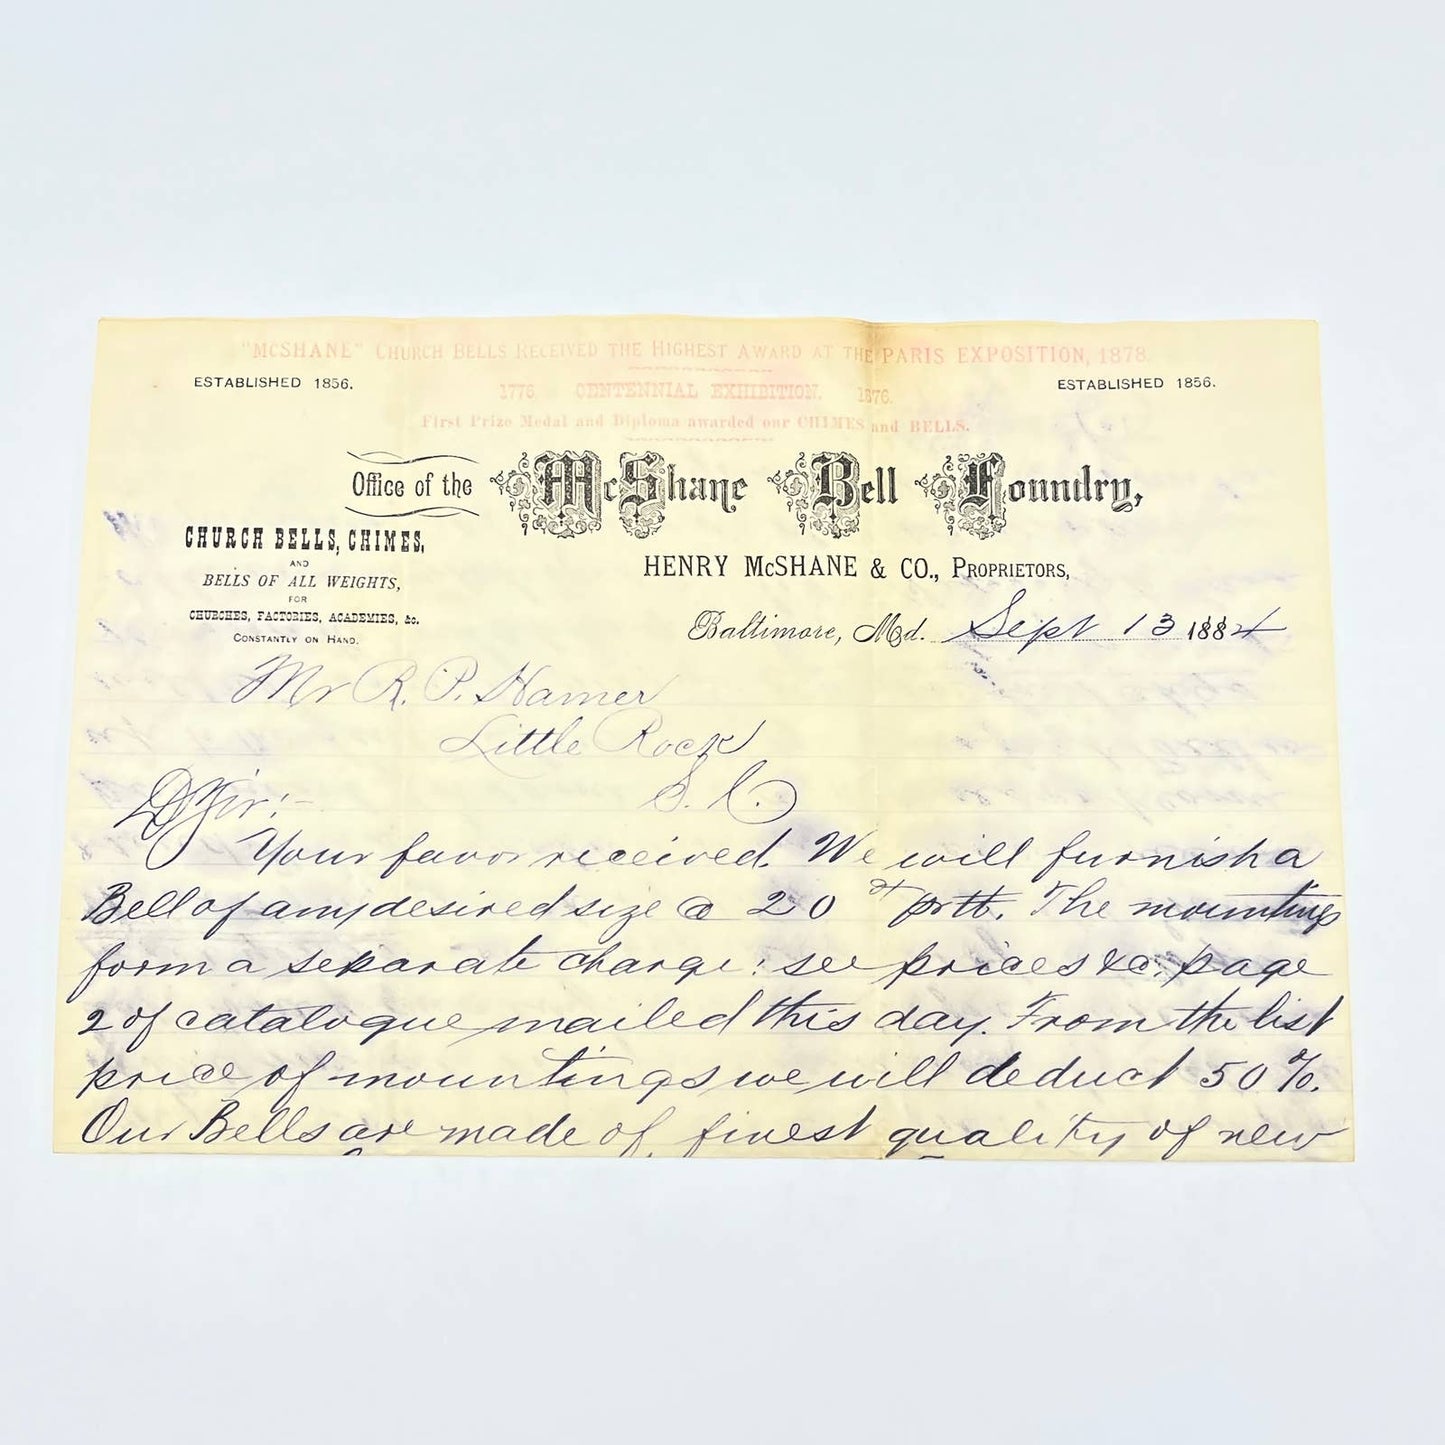 "McSHANE" CHURCH BELLS RECEIVED THE HIGHEST AWARD AT THE PARIS EXPOSITION, 1878.
ESTABLISHED 1856.
1776. CENTENNIAL EXHIBITION. 1876.
ESTABLISHED 1856.
First Prize Medal and Diploma awarded our CHIMES and BELLS.
Office of the McShane Bell Foundry,
CHURCH BELLS, CHIMES,
AND
BELLS OF ALL WEIGHTS,
FOR
CHURCHES, FACTORIES, ACADEMIES, &c.
CONSTANTLY ON HAND.
HENRY McSHANE & CO., PROPRIETORS,
Baltimore, Md. Sept 13 1884
Mr R. P. Hamer
Little Rock
S. C.
D Sir:-
Your favor received. We will furnish a
Bell of any desired size @ 20 ct pr lb. The mountings
form a separate charge: see prices &c. page
2 of catalogue mailed this day. From the list
price of mountings we will deduct 50 %.
Our Bells are made of finest quality of new